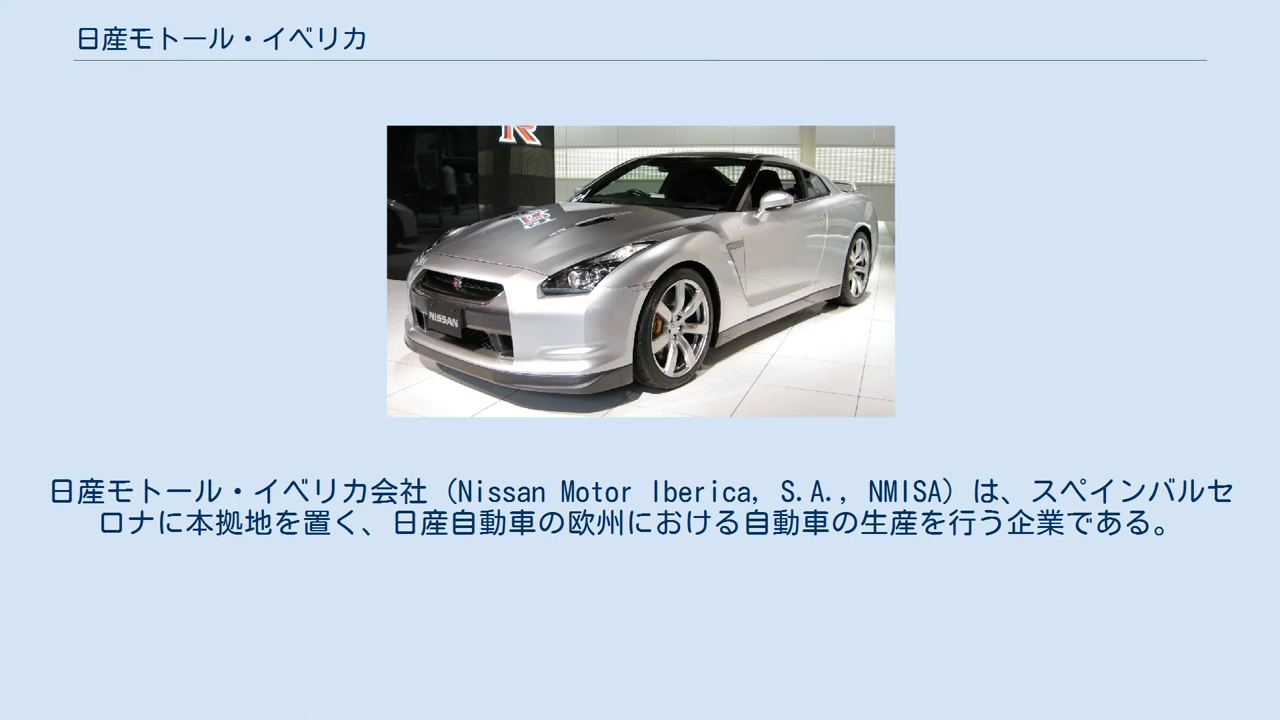 日産モトール・イベリカ
R
NISSAN
日産モトール・イベリカ会社（Nissan Motor Iberica, S.A., NMISA）は、スペインバルセ
ロナに本拠地を置く、日産自動車の欧州における自動車の生産を行う企業である。